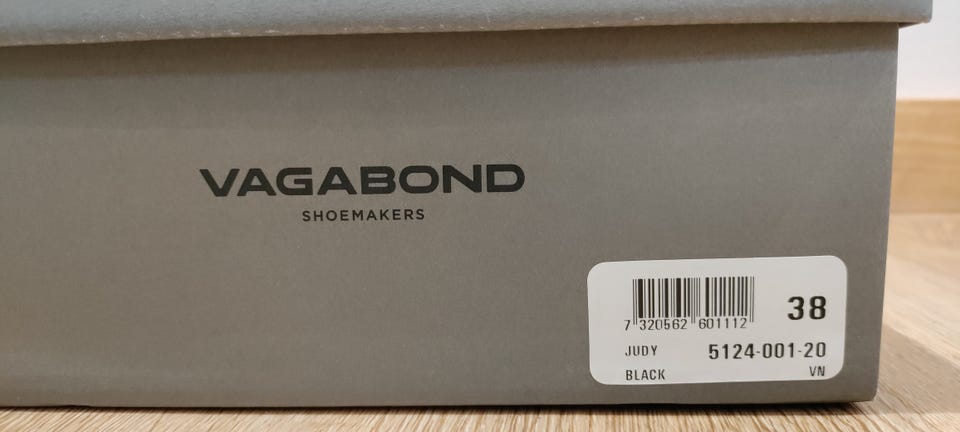 VAGABOND
SHOEMAKERS
38
7 320562 601112
JUDY 5124-001-20
BLACK VN